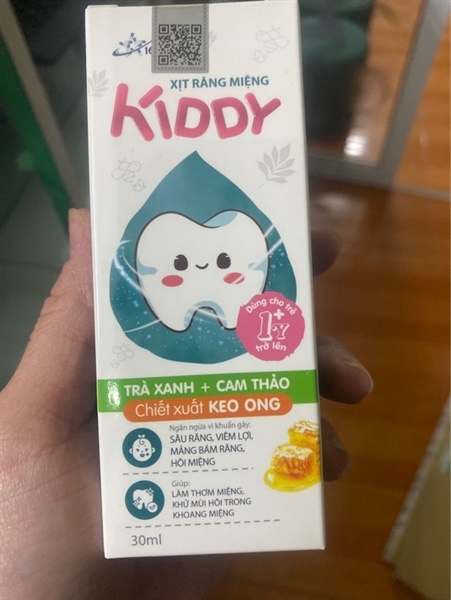 XỊT RĂNG MIỆNG
KIDDY
Dùng cho trẻ
1+
Y
trở lên
TRÀ XANH + CAM THẢO
Chiết xuất KEO ONG
Ngăn ngừa vi khuẩn gây:
SÂU RĂNG, VIÊM LỢI,
MẢNG BÁM RĂNG,
HÔI MIỆNG
Giúp:
LÀM THƠM MIỆNG,
KHỬ MÙI HÔI TRONG
KHOANG MIỆNG
30ml